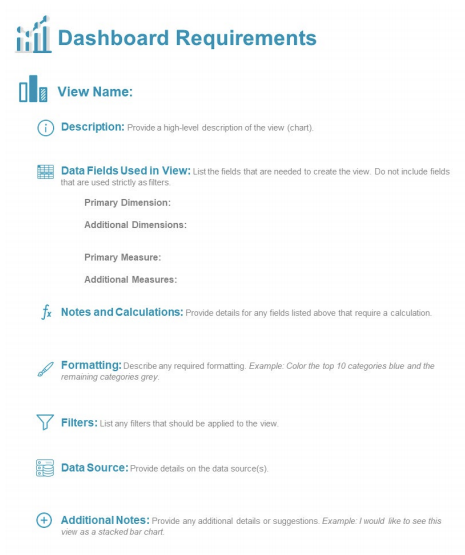 Dashboard Requirements
View Name:
Description: Provide a high-level description of the view (chart).
Data Fields Used in View: List the fields that are needed to create the view. Do not include fields
that are used strictly as filters.
Primary Dimension:
Additional Dimensions:
Primary Measure:
Additional Measures:
fx Notes and Calculations: Provide details for any fields listed above that require a calculation.
Formatting: Describe any required formatting. Example: Color the top 10 categories blue and the
remaining categories grey.
Filters: List any filters that should be applied to the view.
Data Source: Provide details on the data source(s).
Additional Notes: Provide any additional details or suggestions. Example: I would like to see this
view as a stacked bar chart.